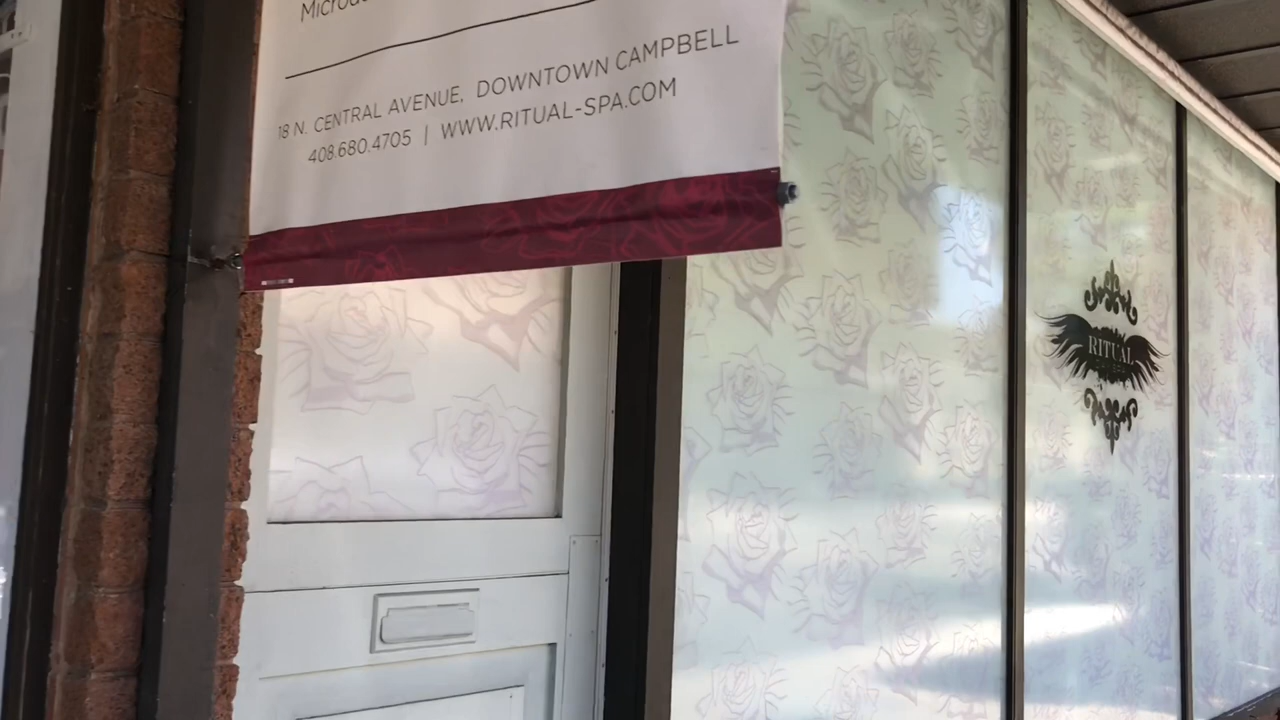 18 N. CENTRAL AVENUE, DOWNTOWN CAMPBELL
408.680.4705 | WWW.RITUAL-SPA.COM
RITUAL